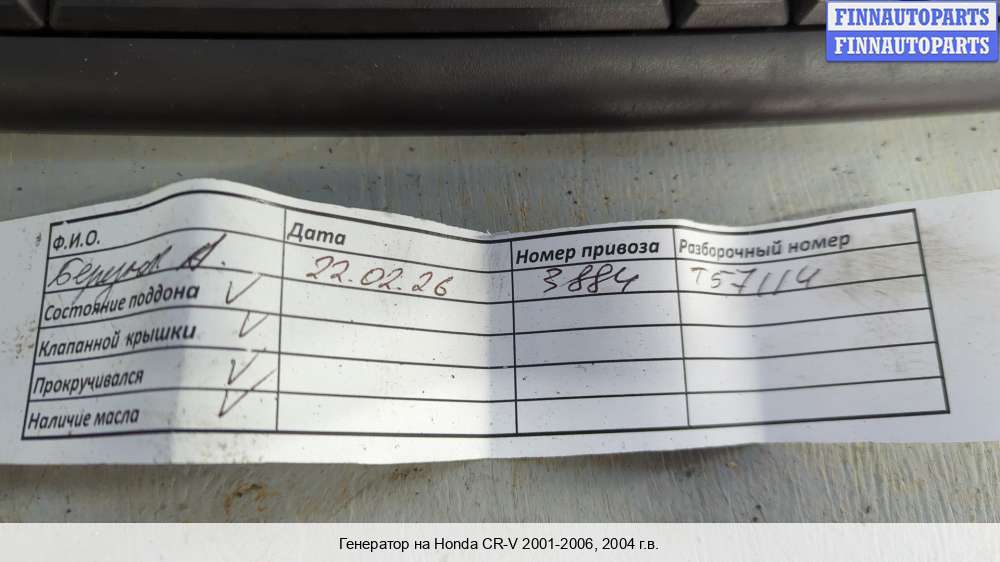 FINNAUTOPARTS
FINNAUTOPARTS
Ф.И.О. Дата Номер привоза Разборочный номер
А. 22.02.26 3884 T57114
Состояние поддона ✓
Клапанной крышки ✓
Прокручивался ✓
Наличие масла ✓
Генератор на Honda CR-V 2001-2006, 2004 г.в.